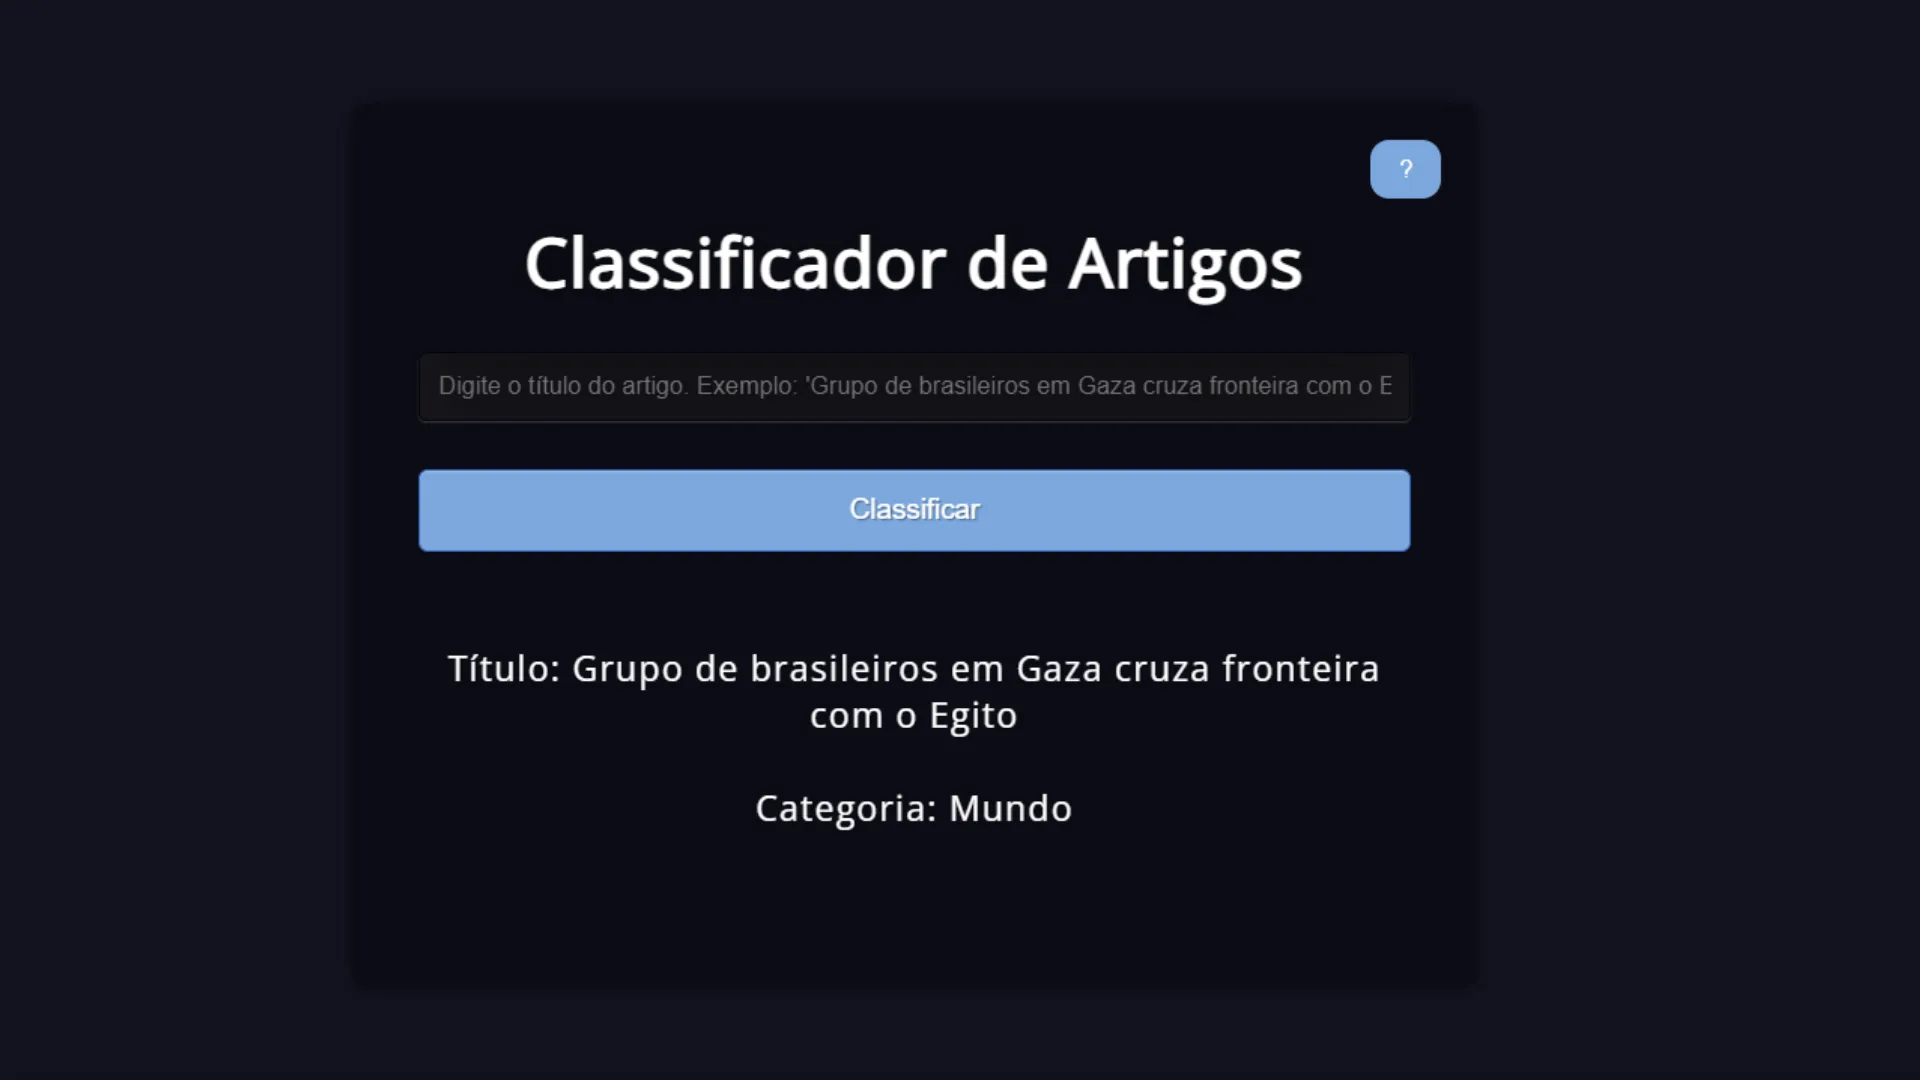 ?
Classificador de Artigos
Digite o título do artigo. Exemplo: 'Grupo de brasileiros em Gaza cruza fronteira com o E
Classificar
Título: Grupo de brasileiros em Gaza cruza fronteira
com o Egito
Categoria: Mundo